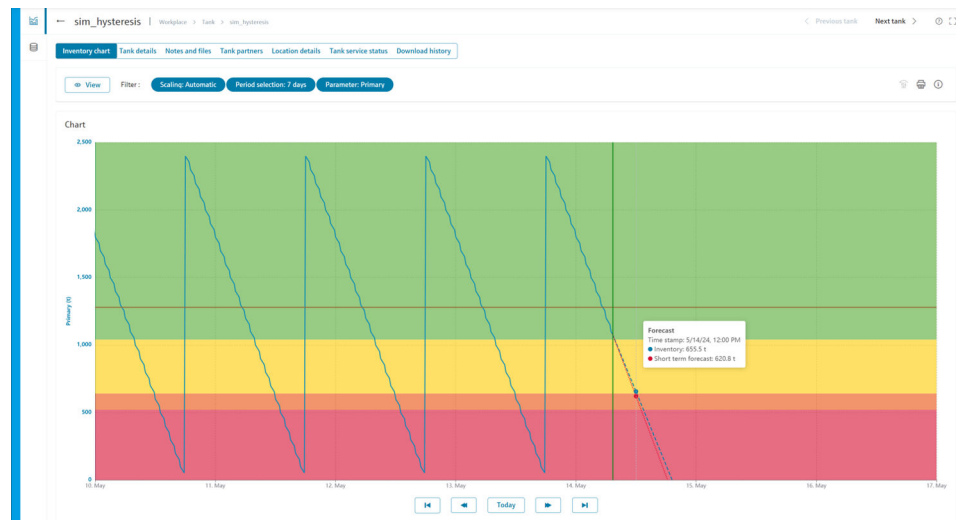 ← sim_hysteresis | Workplace > Tank > sim_hysteresis
< Previous tank Next tank >
Inventory chart Tank details Notes and files Tank partners Location details Tank service status Download history
View Filter : Scaling: Automatic Period selection: 7 days Parameter: Primary
Chart
2,500
2,000
1,500
1,000
500
0
Primary (t)
Forecast
Time stamp: 5/14/24, 12:00 PM
Inventory: 655.5 t
Short term forecast: 620.8 t
10. May 11. May 12. May 13. May 14. May 15. May 16. May 17. May
Today